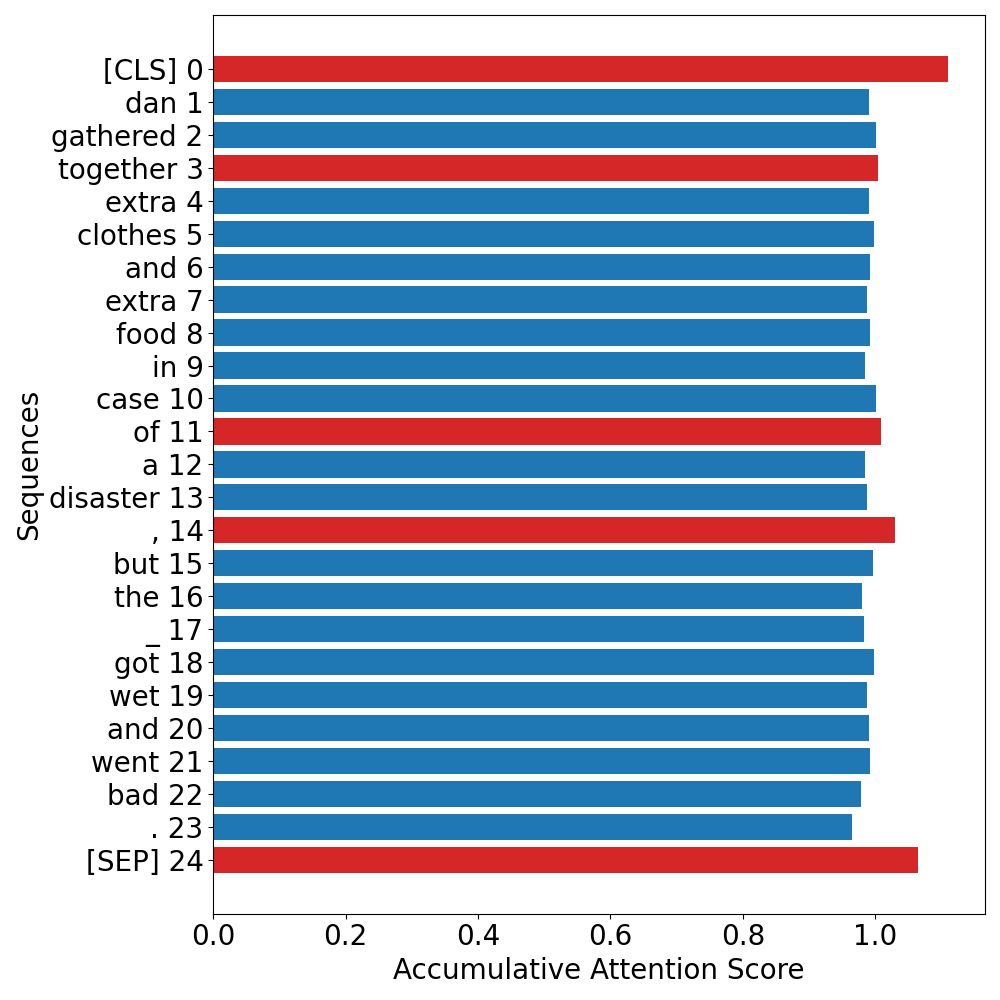 [CLS] 0
dan 1
gathered 2
together 3
extra 4
clothes 5
and 6
extra 7
food 8
in 9
case 10
of 11
a 12
disaster 13
, 14
but 15
the 16
_ 17
got 18
wet 19
and 20
went 21
bad 22
. 23
[SEP] 24
Sequences
0.0 0.2 0.4 0.6 0.8 1.0
Accumulative Attention Score